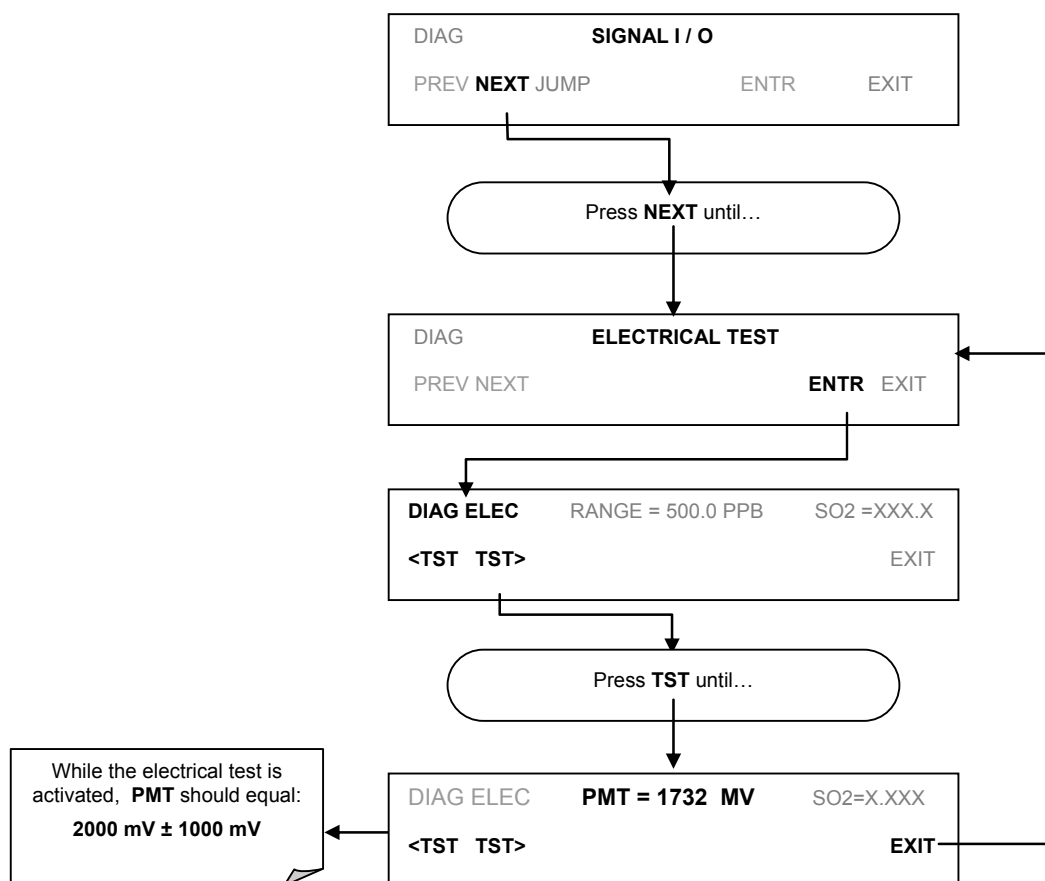 DIAG SIGNAL I / O
PREV NEXT JUMP ENTR EXIT
Press NEXT until…
DIAG ELECTRICAL TEST
PREV NEXT ENTR EXIT
DIAG ELEC RANGE = 500.0 PPB SO2 =XXX.X
<TST TST> EXIT
Press TST until…
While the electrical test is
activated, PMT should equal:
2000 mV ± 1000 mV
DIAG ELEC PMT = 1732 MV SO2=X.XXX
<TST TST> EXIT